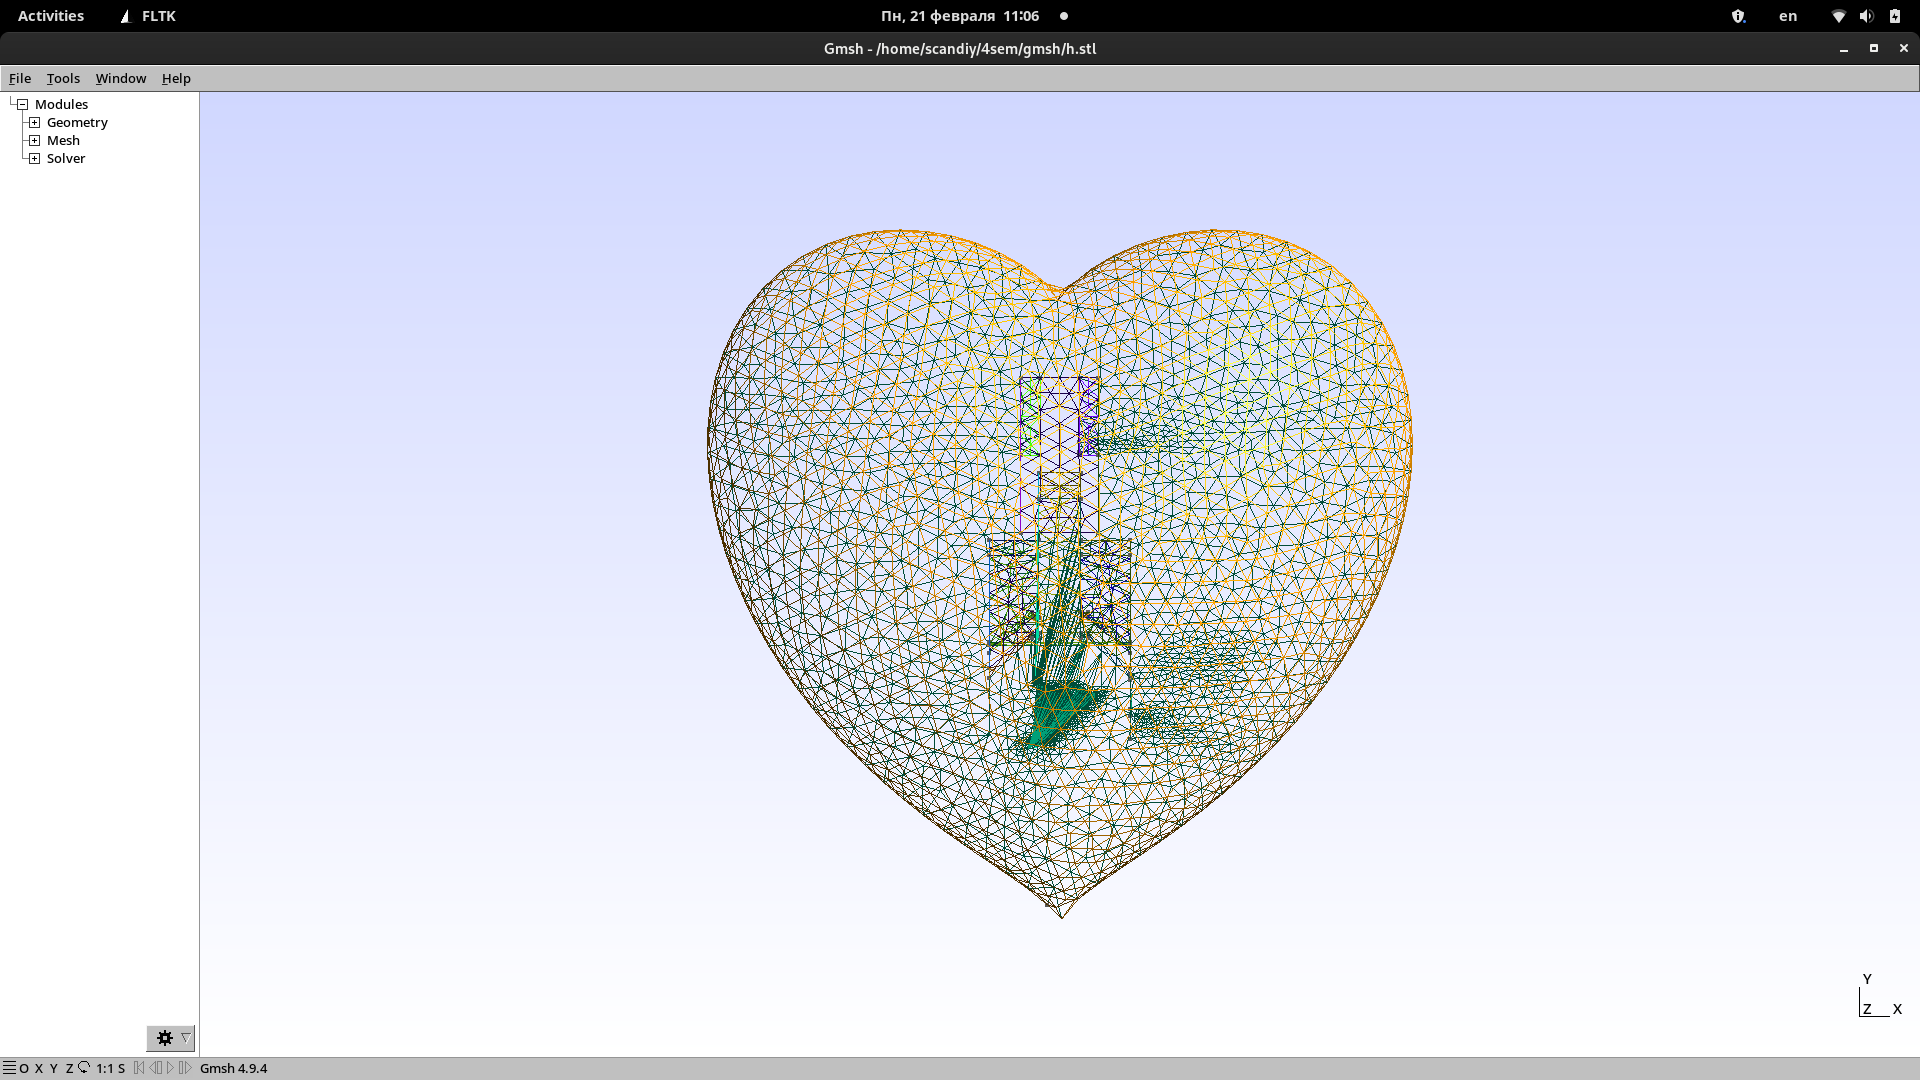 Activities FLTK Пн, 21 февраля 11:06 en
Gmsh - /home/scandiy/4sem/gmsh/h.stl
File Tools Window Help
Modules
Geometry
Mesh
Solver
Y
Z X
O X Y Z 1:1 S Gmsh 4.9.4